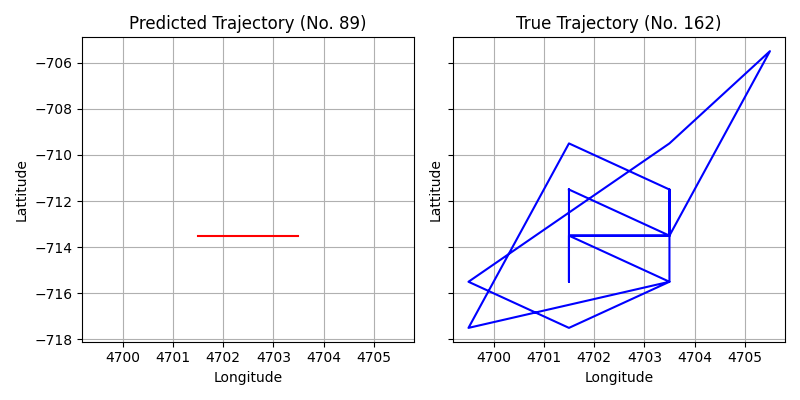 Predicted Trajectory (No. 89)
True Trajectory (No. 162)
−706
−708
−710
−712
−714
−716
−718
Lattitude
Lattitude
4700 4701 4702 4703 4704 4705
4700 4701 4702 4703 4704 4705
Longitude
Longitude